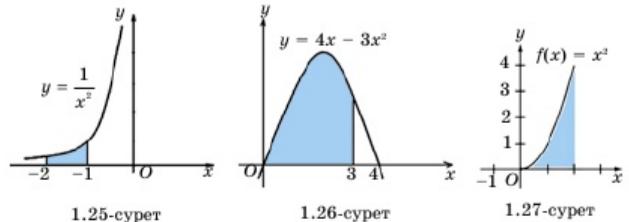 y
y = 1/x²
−2 −1 O x
1.25-сурет
y
y = 4x − 3x²
O 3 4 x
1.26-сурет
y
f(x) = x²
4
3
2
1
−1 O x
1.27-сурет